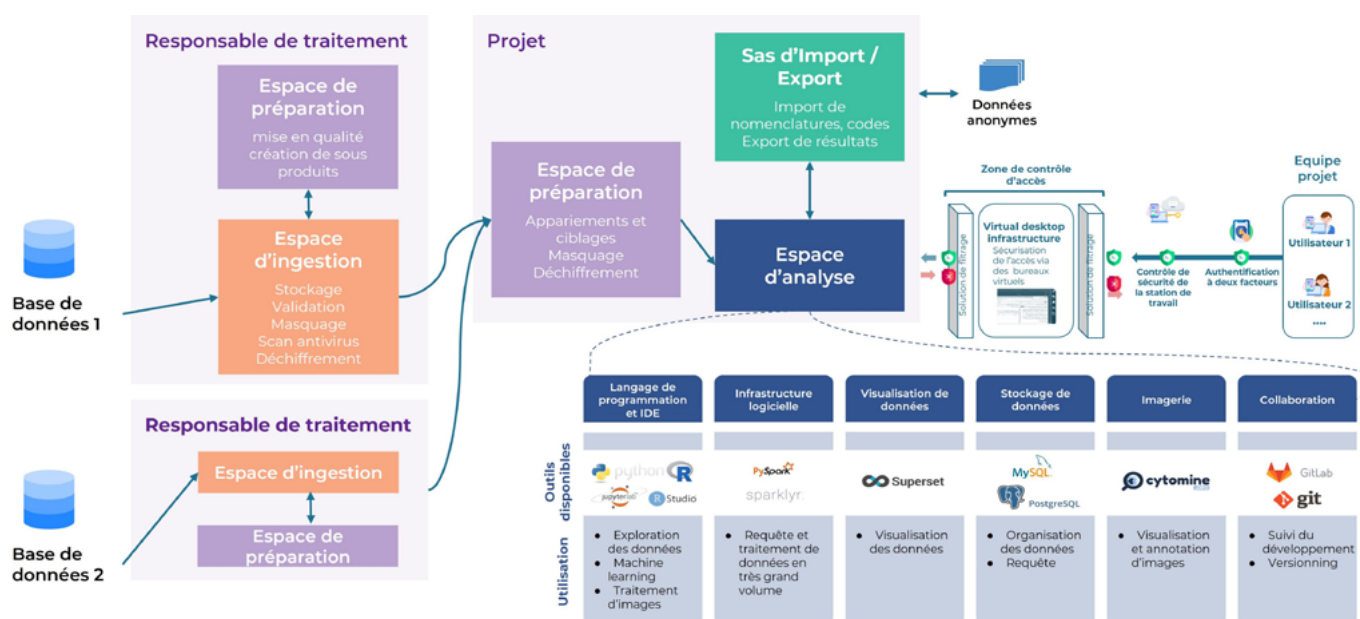 Responsable de traitement
Espace de
préparation
mise en qualité
création de sous
produits
Espace
d’ingestion
Stockage
Validation
Masquage
Scan antivirus
Déchiffrement
Base de
données 1
Responsable de traitement
Espace d’ingestion
Espace de
préparation
Base de
données 2
Projet
Espace de
préparation
Appariements et
ciblages
Masquage
Déchiffrement
Sas d’Import /
Export
Import de
nomenclatures, codes
Export de résultats
Espace
d’analyse
Données
anonymes
Zone de contrôle
d’accès
Solution de filtrage
Virtual desktop
infrastructure
Sécurisation
de l’accès via
des bureaux
virtuels
Solution de filtrage
Contrôle de
sécurité de
la station de
travail
Authentification
à deux facteurs
Equipe
projet
Utilisateur 1
Utilisateur 2
....
Langage de
programmation
et IDE
Infrastructure
logicielle
Visualisation de
données
Stockage de
données
Imagerie
Collaboration
Outils
disponibles
python
R
jupyter
R Studio
PySpark
sparklyr
Superset
MySQL
PostgreSQL
cytomine
GitLab
git
Utilisation
• Exploration
des données
• Machine
learning
• Traitement
d’images
• Requête et
traitement de
données en
très grand
volume
• Visualisation
des données
• Organisation
des données
• Requête
• Visualisation
et annotation
d’images
• Suivi du
développement
• Versionning